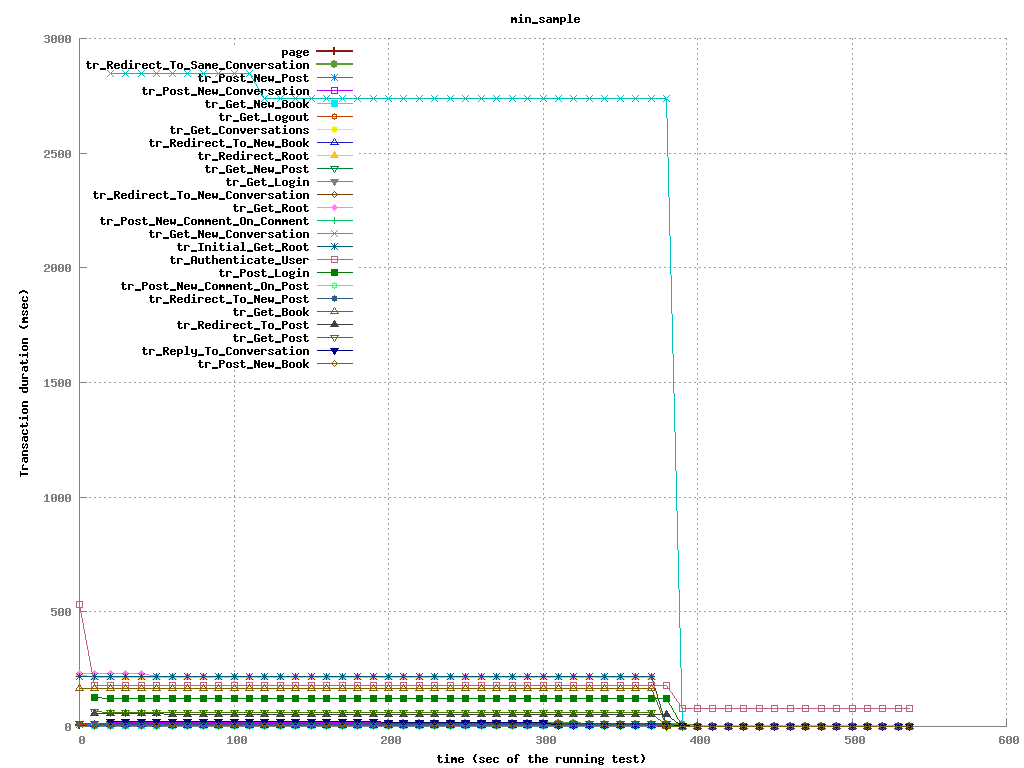 min_sample
3000
2500
2000
1500
1000
500
0
Transaction duration (msec)
page
tr_Redirect_To_Same_Conversation
tr_Post_New_Post
tr_Post_New_Conversation
tr_Get_New_Book
tr_Get_Logout
tr_Get_Conversations
tr_Redirect_To_New_Book
tr_Redirect_Root
tr_Get_New_Post
tr_Get_Login
tr_Redirect_To_New_Conversation
tr_Get_Root
tr_Post_New_Comment_On_Comment
tr_Get_New_Conversation
tr_Initial_Get_Root
tr_Authenticate_User
tr_Post_Login
tr_Post_New_Comment_On_Post
tr_Redirect_To_New_Post
tr_Get_Book
tr_Redirect_To_Post
tr_Get_Post
tr_Reply_To_Conversation
tr_Post_New_Book
0 100 200 300 400 500 600
time (sec of the running test)